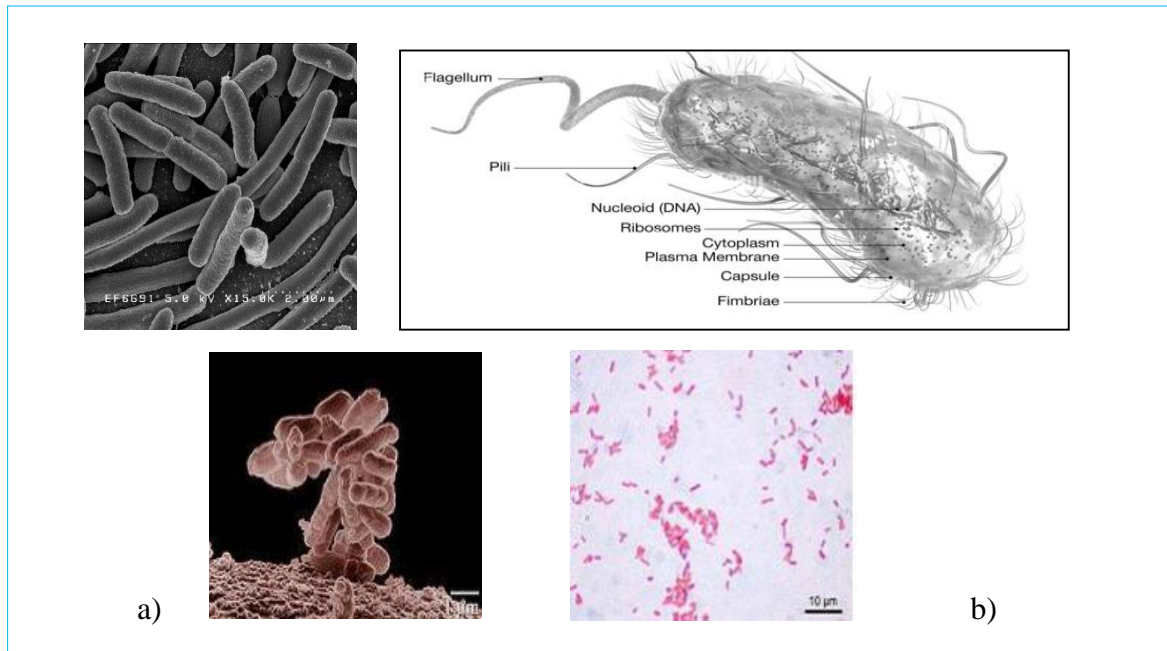 Flagellum
Pili
Nucleoid (DNA)
Ribosomes
Cytoplasm
Plasma Membrane
Capsule
Fimbriae
EF6691 5.0 kV X15.0K 2.00µm
1µm
10 µm
a)
b)